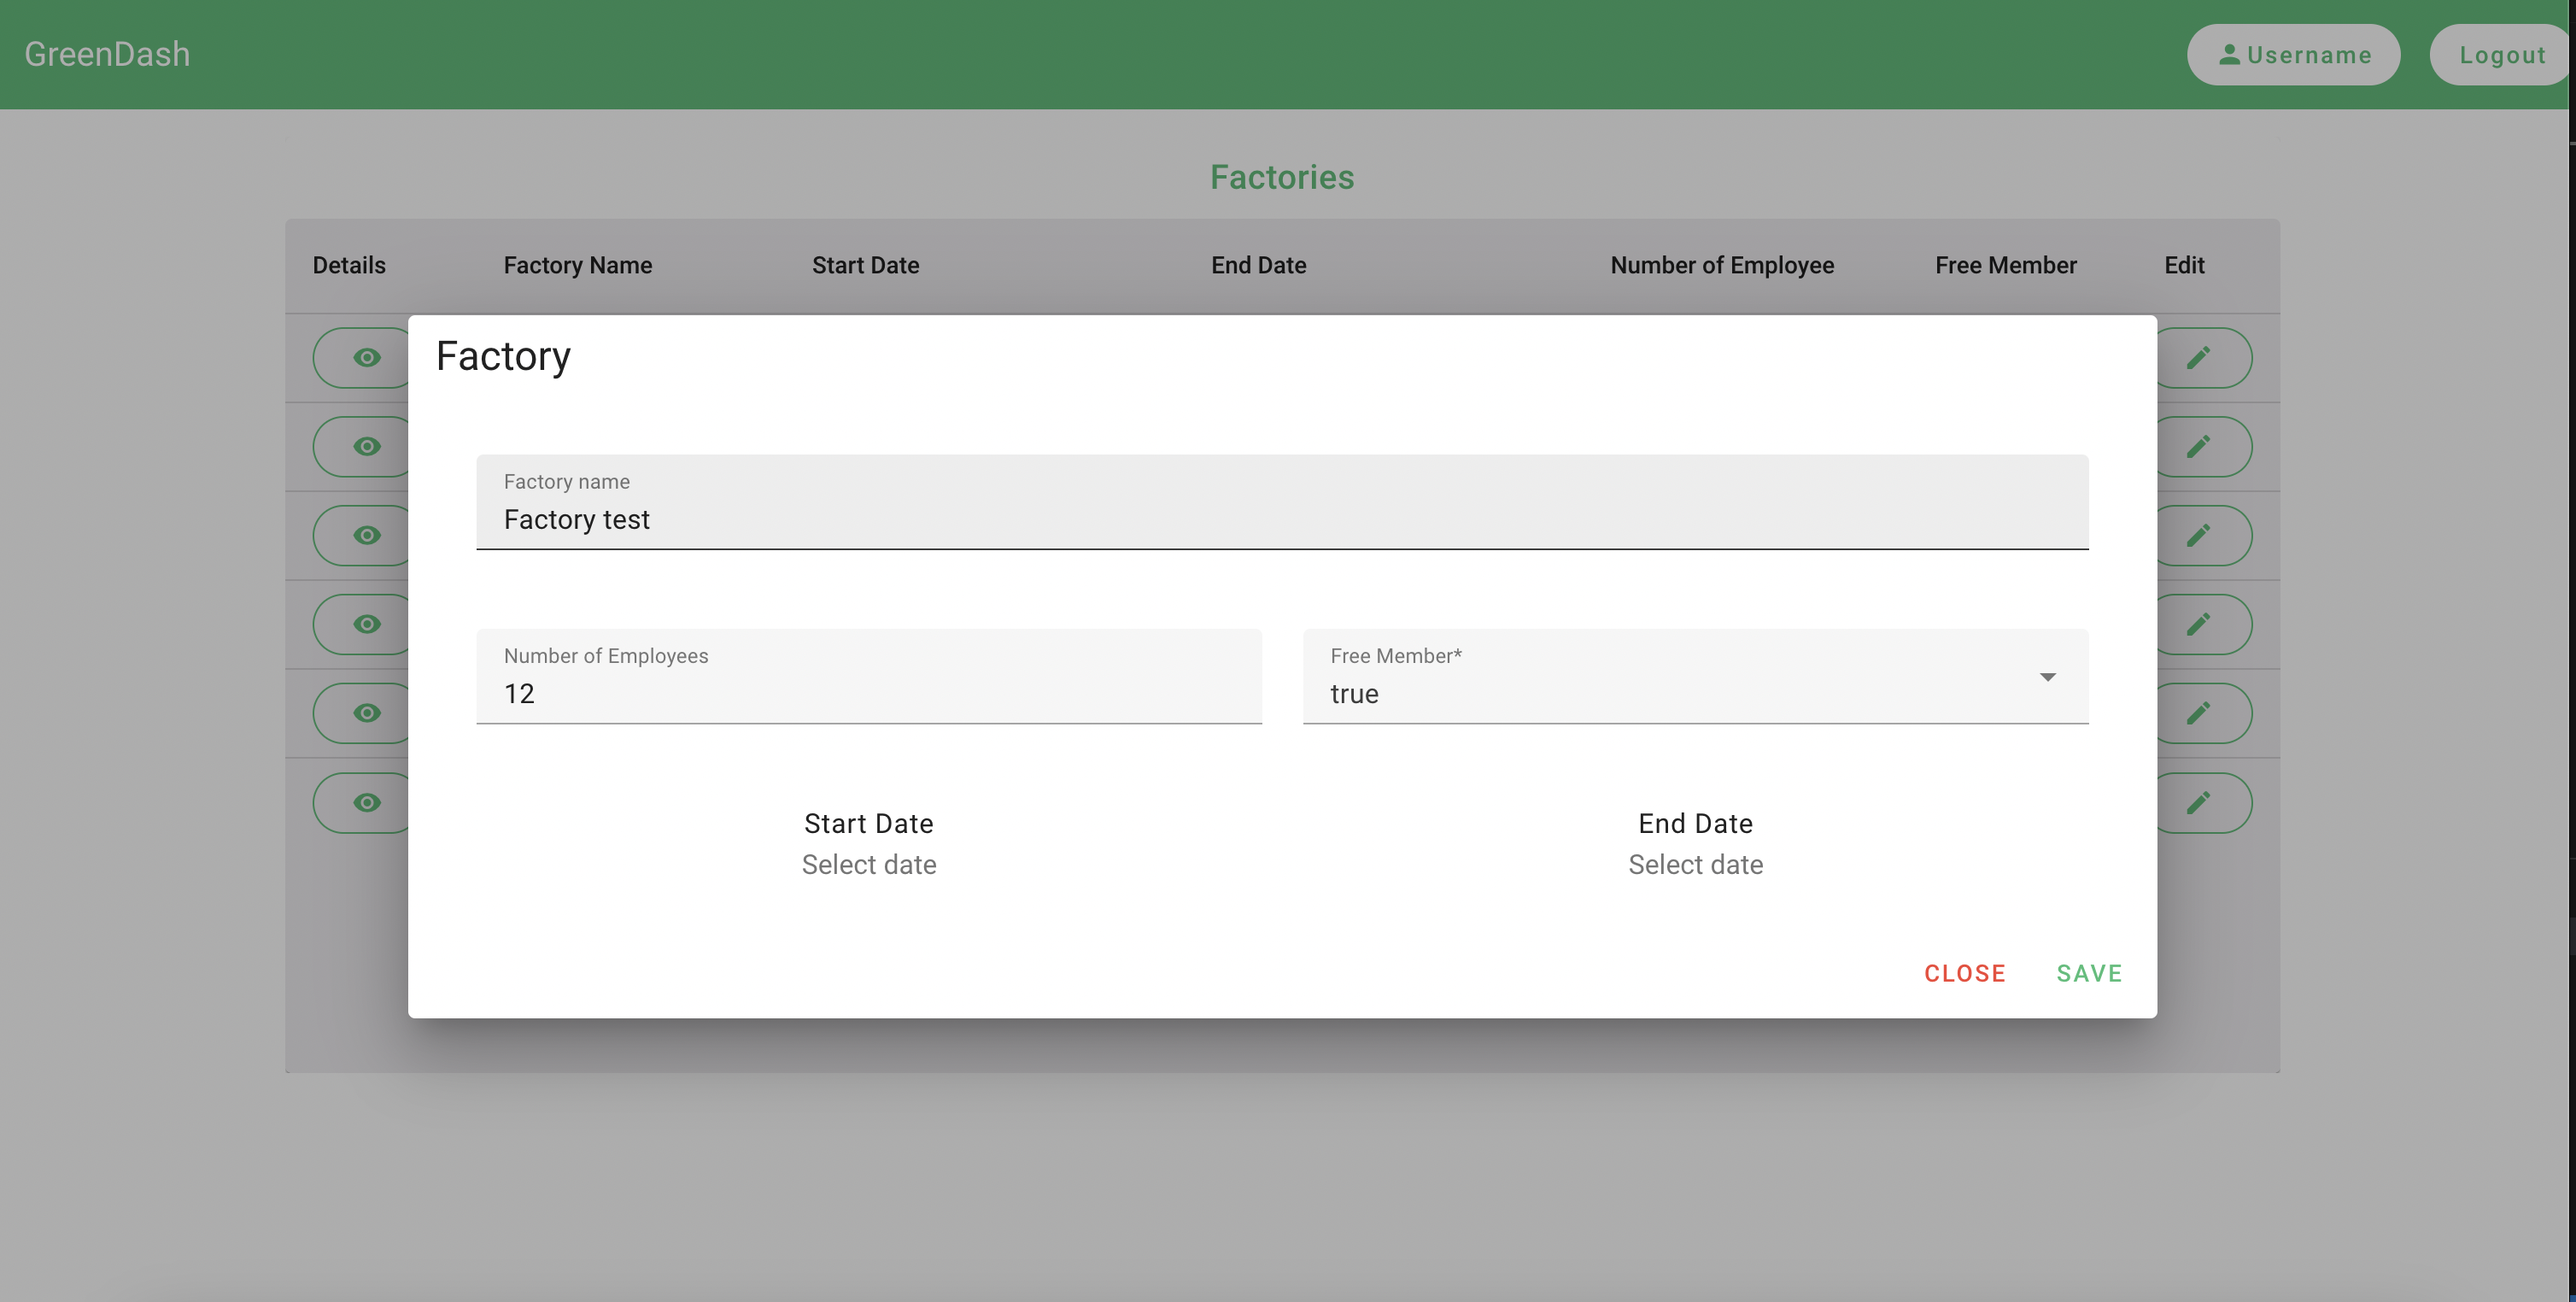 GreenDash
Username
Logout
Factories
Details Factory Name Start Date End Date Number of Employee Free Member Edit
Factory
Factory name
Factory test
Number of Employees
12
Free Member*
true
Start Date
Select date
End Date
Select date
CLOSE SAVE